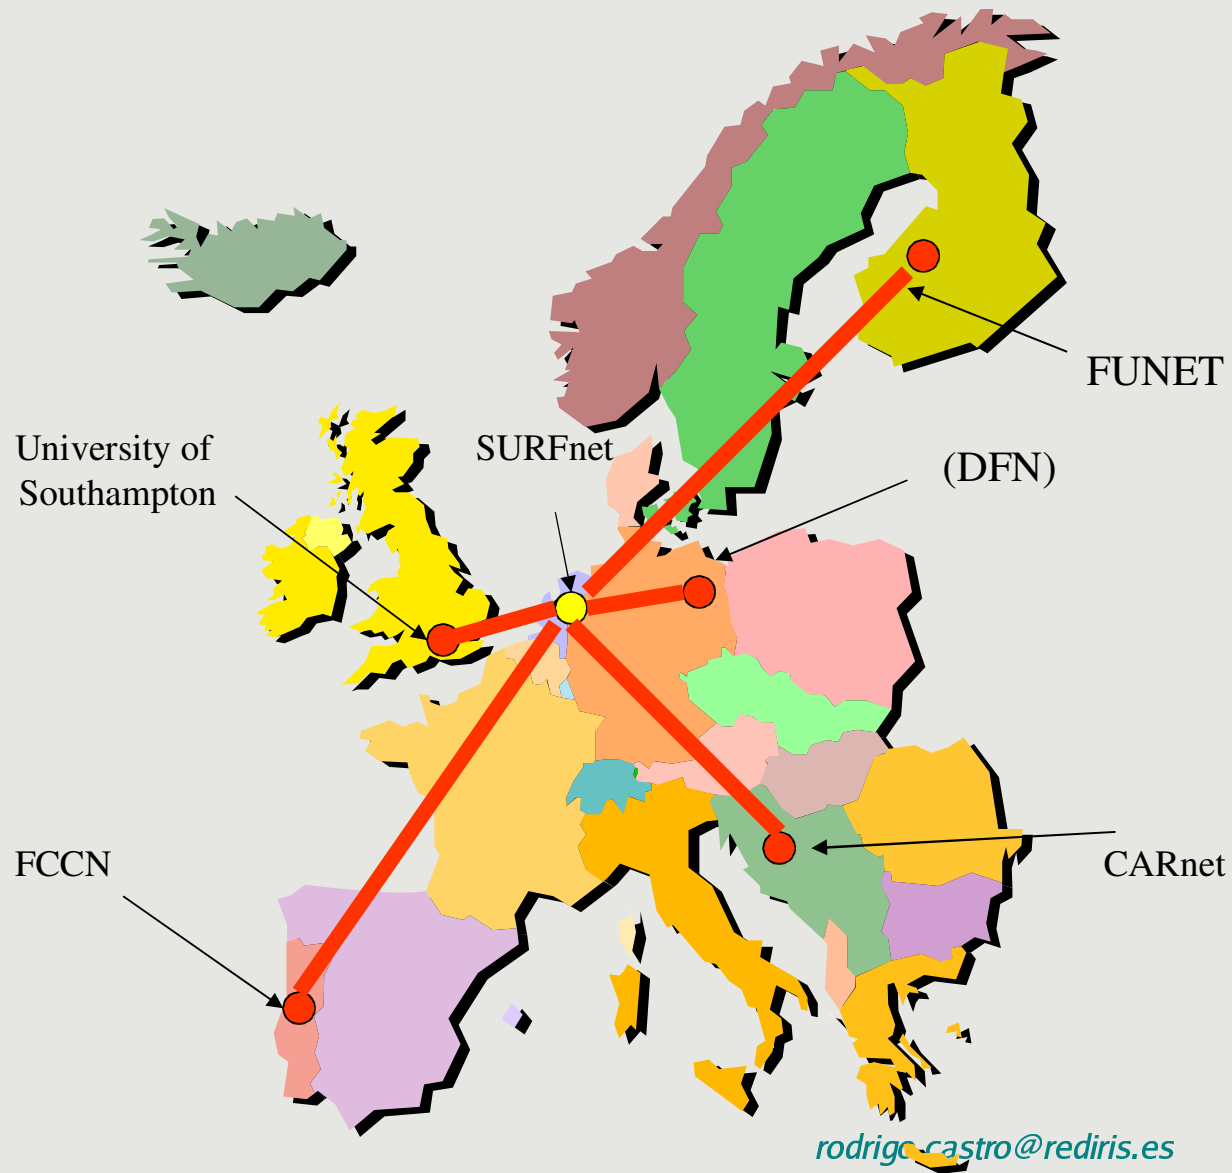 FUNET
University of
Southampton
SURFnet
(DFN)
FCCN
CARnet
rodrigo.castro@rediris.es